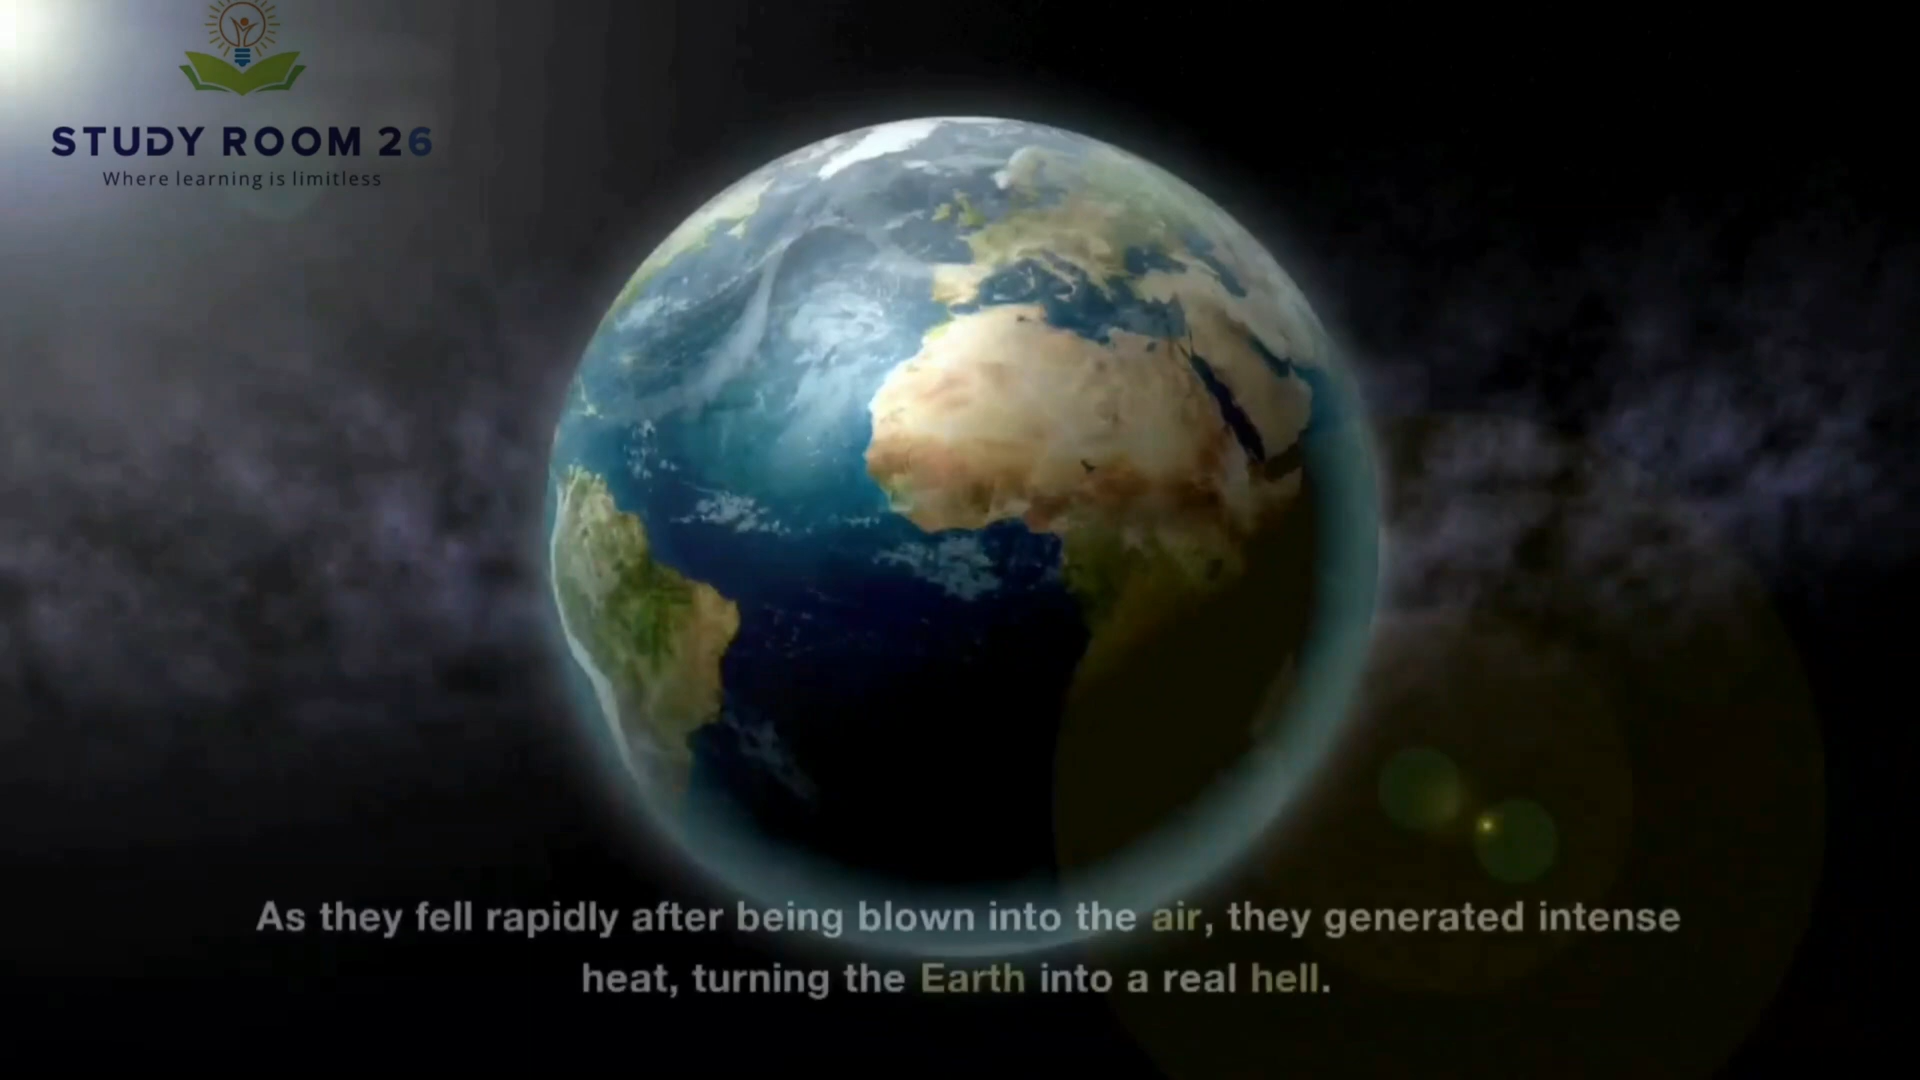 STUDY ROOM 26
Where learning is limitless
As they fell rapidly after being blown into the air, they generated intense
heat, turning the Earth into a real hell.